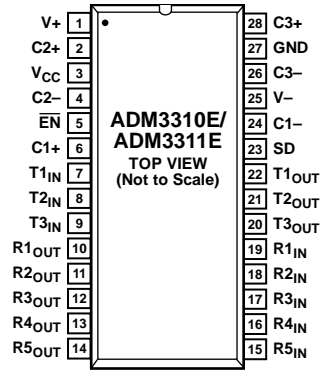 V+ 1 28 C3+
C2+ 2 27 GND
VCC 3 26 C3–
C2– 4 25 V–
EN 5 24 C1–
C1+ 6 23 SD
T1IN 7 22 T1OUT
T2IN 8 21 T2OUT
T3IN 9 20 T3OUT
R1OUT 10 19 R1IN
R2OUT 11 18 R2IN
R3OUT 12 17 R3IN
R4OUT 13 16 R4IN
R5OUT 14 15 R5IN
ADM3310E/
ADM3311E
TOP VIEW
(Not to Scale)